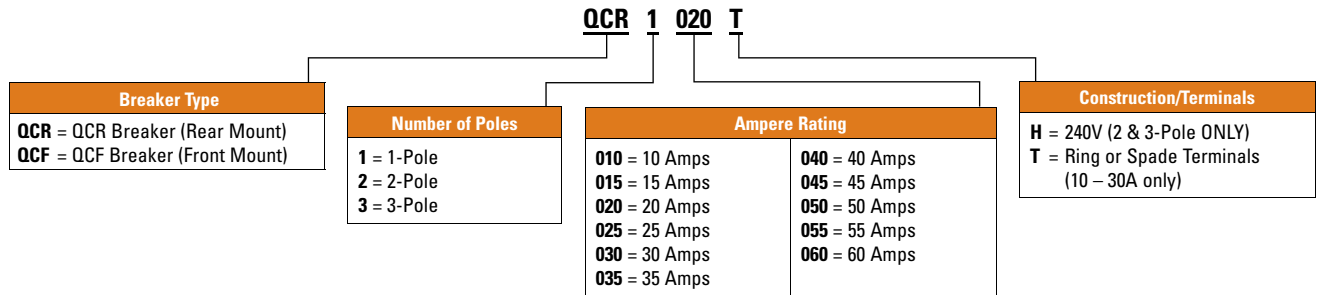 QCR 1 020 T
Breaker Type
QCR = QCR Breaker (Rear Mount)
QCF = QCF Breaker (Front Mount)
Number of Poles
1 = 1-Pole
2 = 2-Pole
3 = 3-Pole
Ampere Rating
010 = 10 Amps
015 = 15 Amps
020 = 20 Amps
025 = 25 Amps
030 = 30 Amps
035 = 35 Amps
040 = 40 Amps
045 = 45 Amps
050 = 50 Amps
055 = 55 Amps
060 = 60 Amps
Construction/Terminals
H = 240V (2 & 3-Pole ONLY)
T = Ring or Spade Terminals
(10 – 30A only)